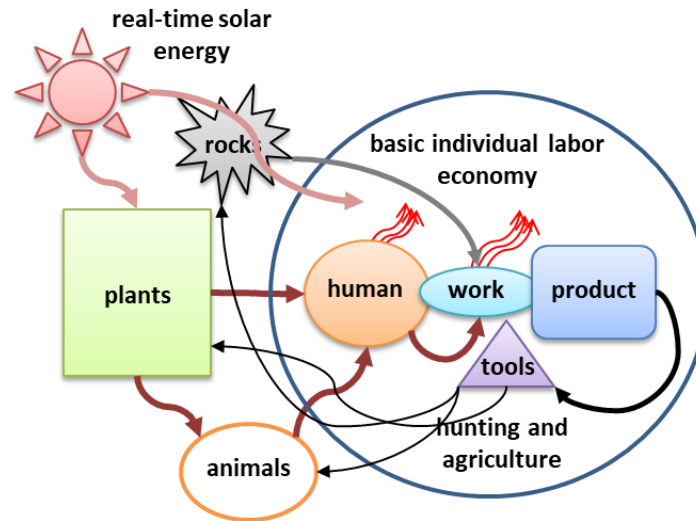 real-time solar
energy
rocks
basic individual labor
economy
plants
human
work
product
tools
hunting and
agriculture
animals